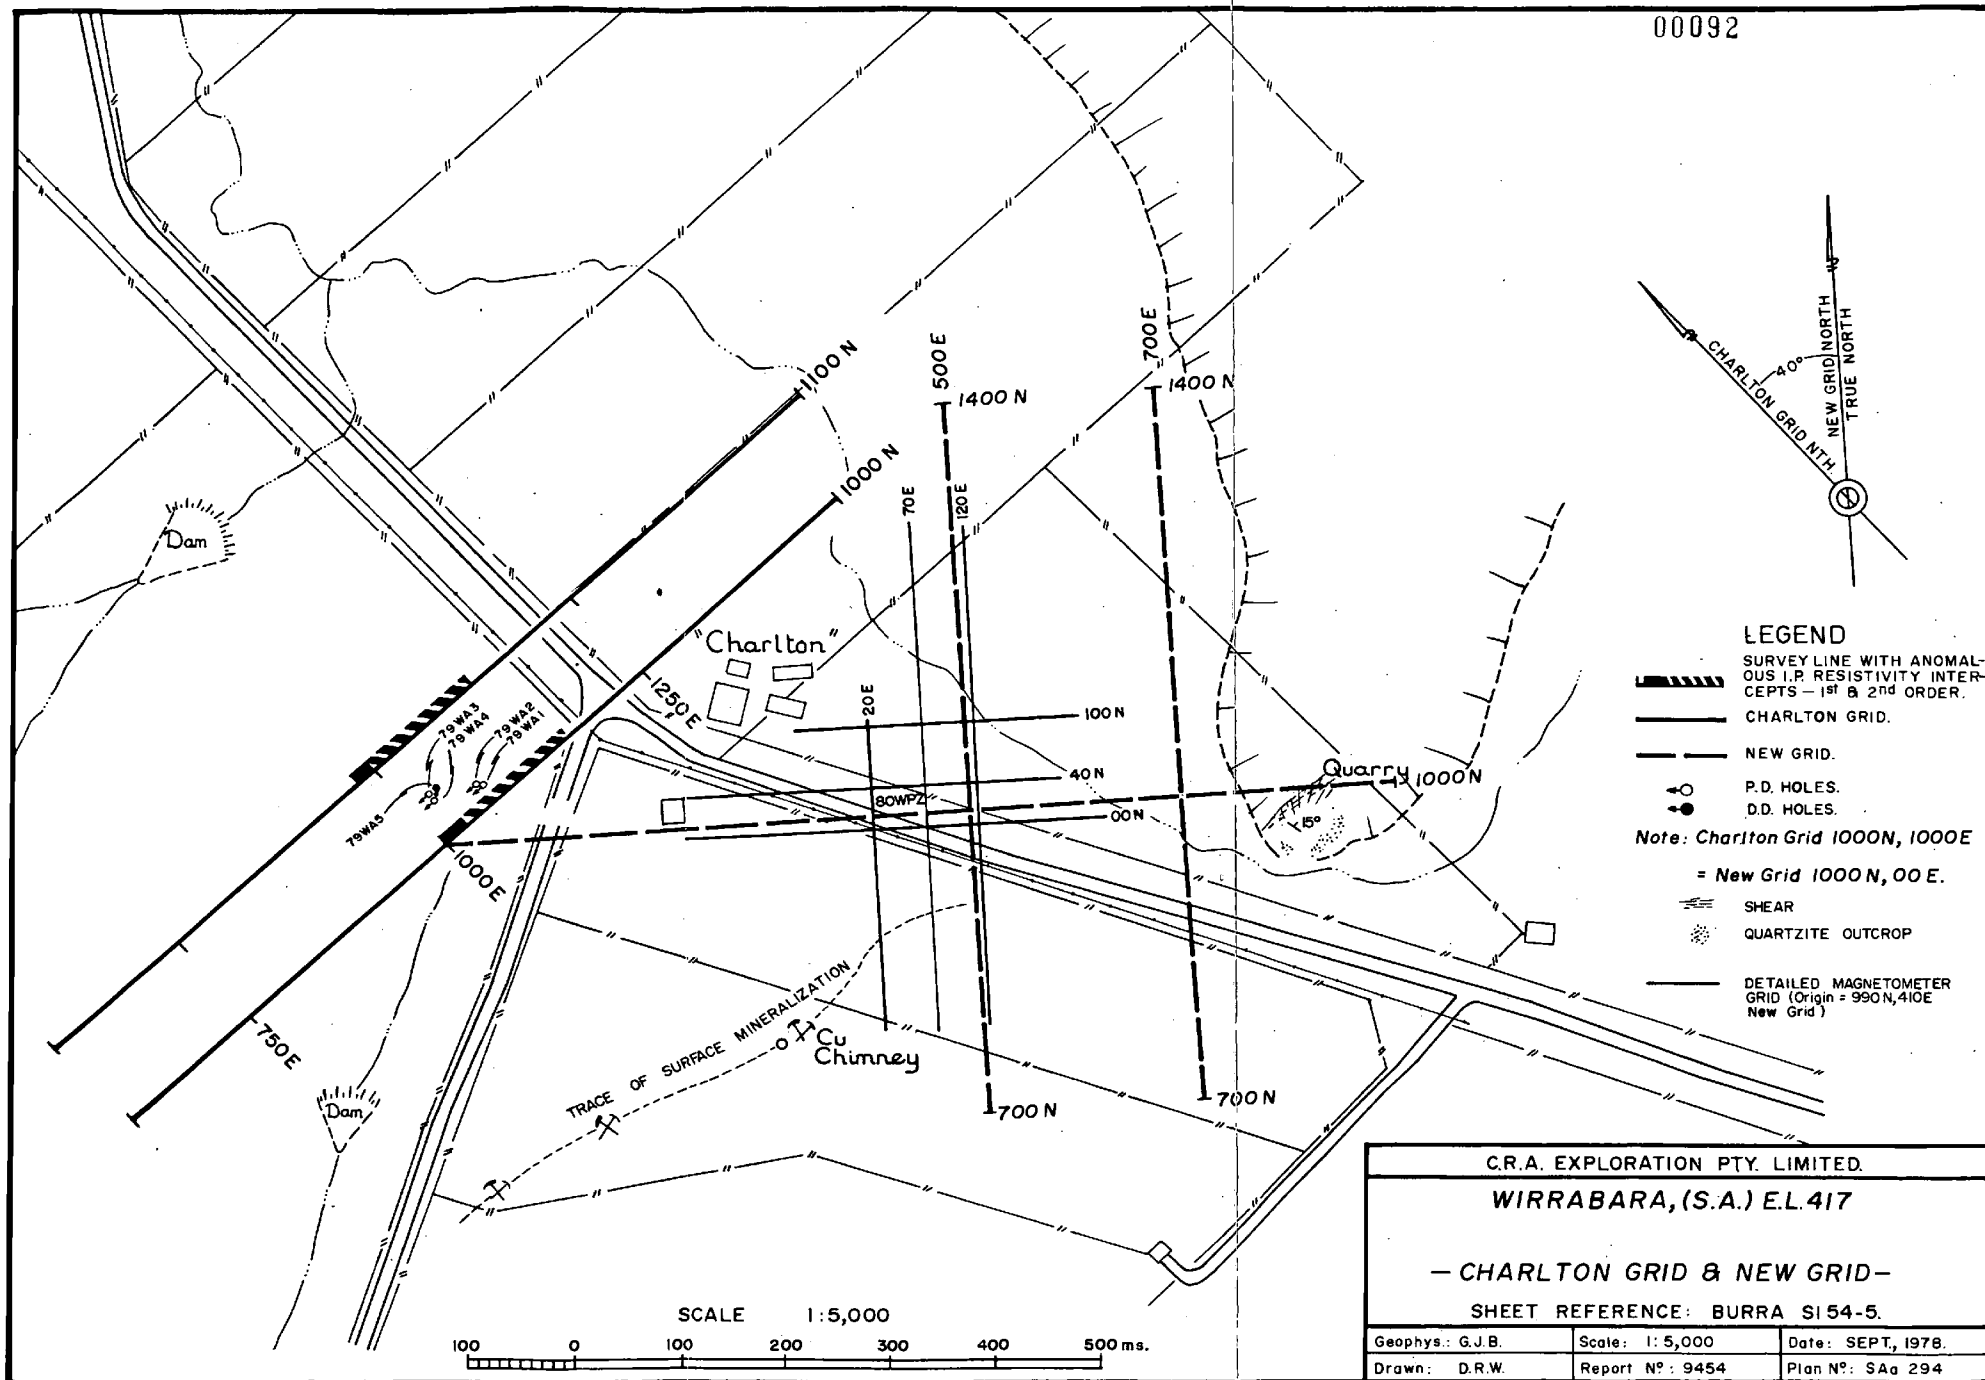 00092
1100 N
1000 N
500 E
1400 N
700 E
1400 N
70 E
120 E
NEW GRID NORTH
TRUE NORTH
CHARLTON GRID NTH.
40°
Dam
"Charlton"
1250 E
20 E
100 N
40 N
80WPZ
00 N
79WA3
79WA4
79WA2
79WA1
79WA5
1000 E
Quarry
1000 N
15°
750 E
Dam
TRACE OF SURFACE MINERALIZATION
Cu
Chimney
700 N
700 N
LEGEND
SURVEY LINE WITH ANOMAL-
OUS I.P. RESISTIVITY INTER-
CEPTS – 1st & 2nd ORDER.
CHARLTON GRID.
NEW GRID.
P.D. HOLES.
D.D. HOLES.
Note: Charlton Grid 1000N, 1000E
= New Grid 1000 N, 00 E.
SHEAR
QUARTZITE OUTCROP
DETAILED MAGNETOMETER
GRID (Origin = 990 N, 410E
New Grid)
SCALE 1:5,000
100 0 100 200 300 400 500 ms.
C.R.A. EXPLORATION PTY. LIMITED.
WIRRABARA, (S.A.) E.L. 417
– CHARLTON GRID & NEW GRID –
SHEET REFERENCE: BURRA SI 54-5.
Geophys.: G.J.B. Scale: 1:5,000 Date: SEPT., 1978.
Drawn: D.R.W. Report Nº: 9454 Plan Nº: SAa 294